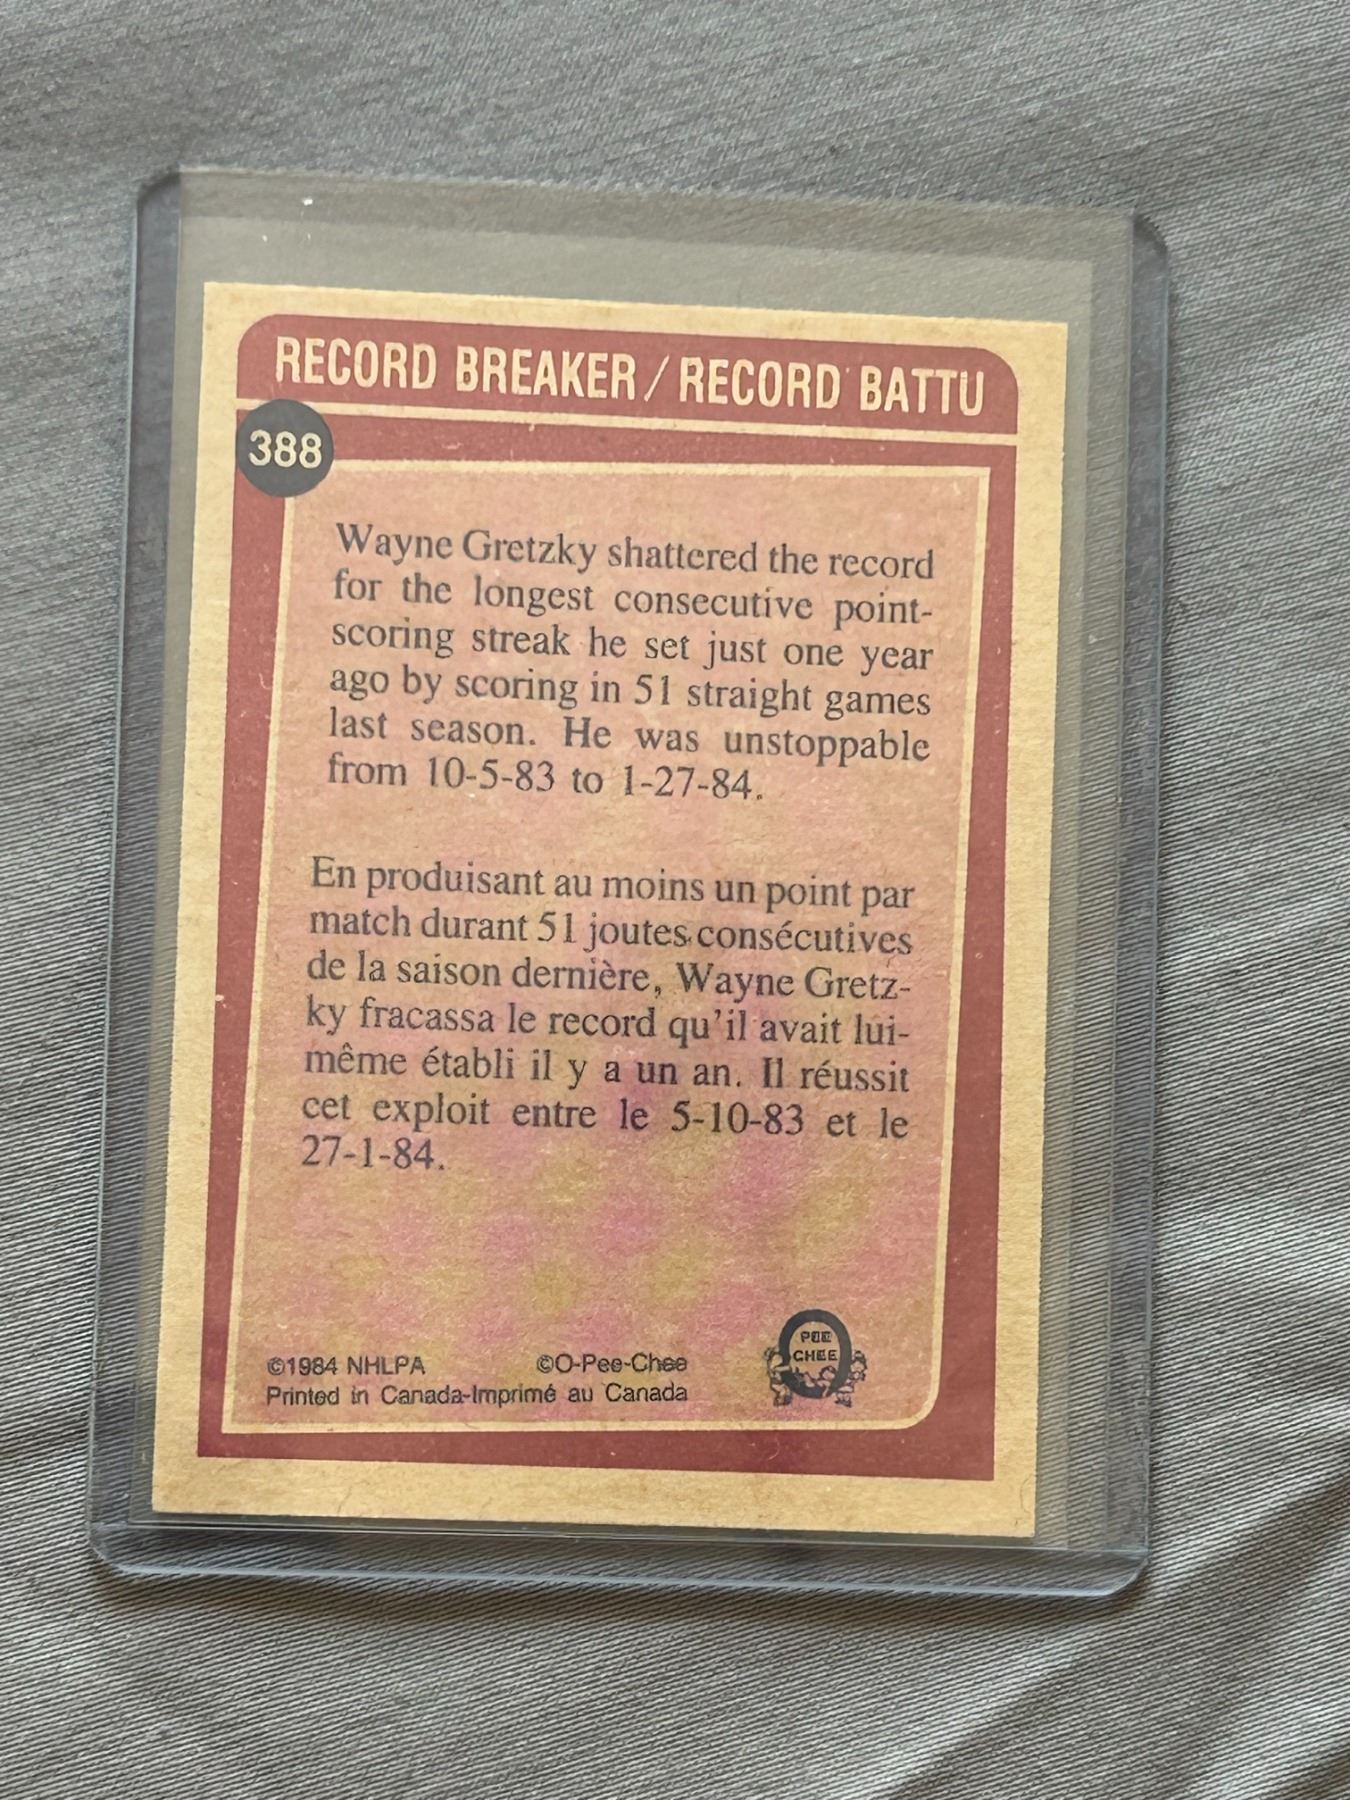 RECORD BREAKER / RECORD BATTU
388
Wayne Gretzky shattered the record
for the longest consecutive point-
scoring streak he set just one year
ago by scoring in 51 straight games
last season. He was unstoppable
from 10-5-83 to 1-27-84.
En produisant au moins un point par
match durant 51 joutes consécutives
de la saison dernière, Wayne Gretz-
ky fracassa le record qu'il avait lui-
même établi il y a un an. Il réussit
cet exploit entre le 5-10-83 et le
27-1-84.
©1984 NHLPA ©O-Pee-Chee
Printed in Canada-Imprimé au Canada
PEE
CHEE